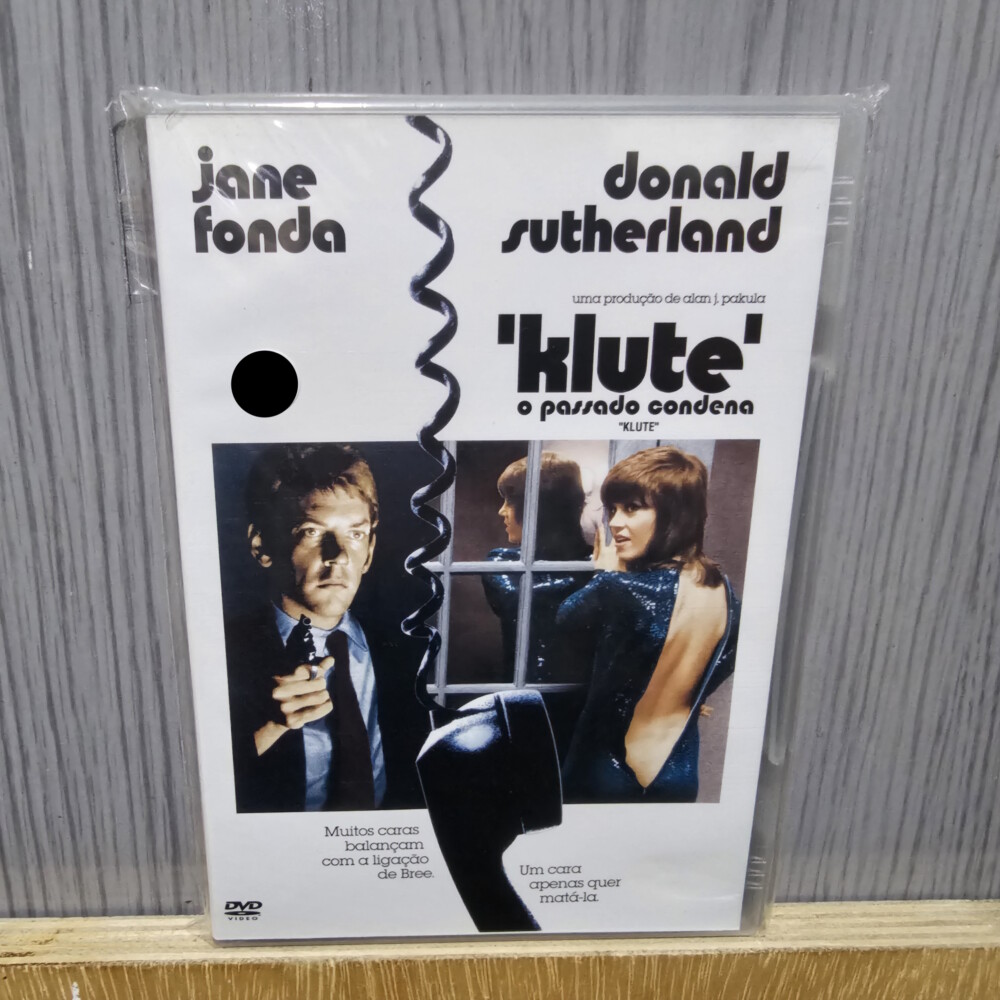 jane
fonda
donald
sutherland
uma produção de alan j. pakula
'klute'
o passado condena
"KLUTE"
Muitos caras
balançam
com a ligação
de Bree.
Um cara
apenas quer
matá-la.
DVD
VIDEO